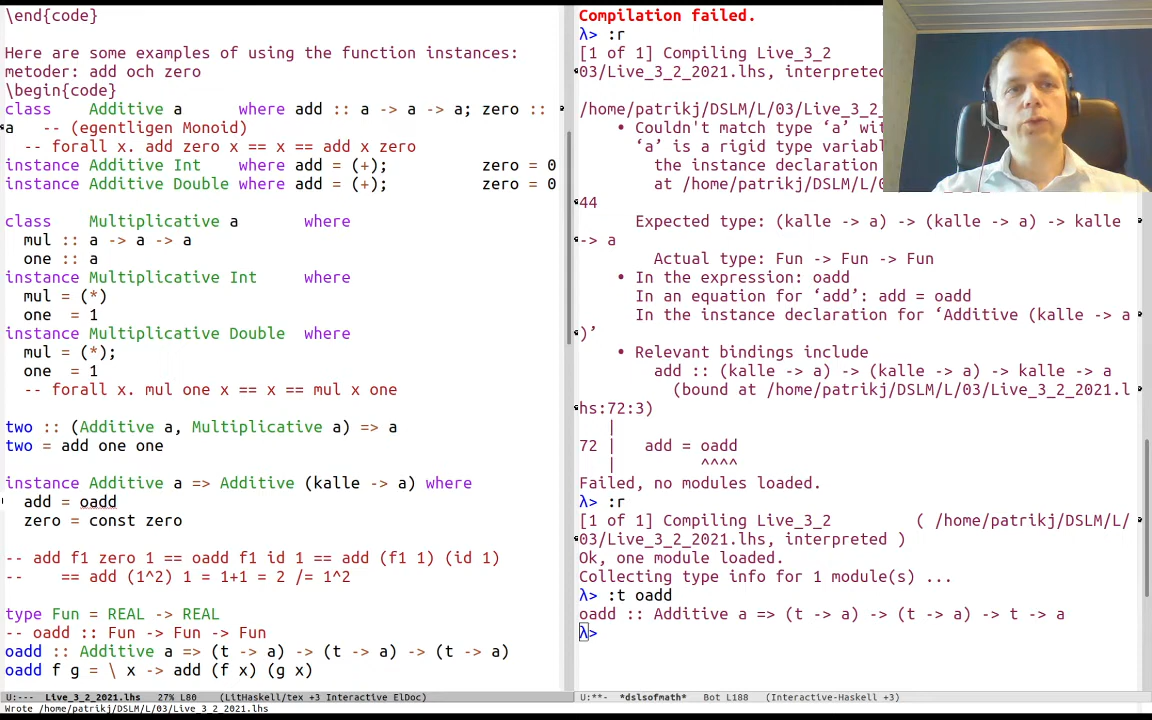 \end{code}
Here are some examples of using the function instances:
metoder: add och zero
\begin{code}
class    Additive a      where add :: a -> a -> a; zero ::
a   -- (egentligen Monoid)
  -- forall x. add zero x == x == add x zero
instance Additive Int    where add = (+);          zero = 0
instance Additive Double where add = (+);          zero = 0
class    Multiplicative a       where
  mul :: a -> a -> a
  one :: a
instance Multiplicative Int     where
  mul = (*)
  one  = 1
instance Multiplicative Double  where
  mul = (*);
  one  = 1
  -- forall x. mul one x == x == mul x one
two :: (Additive a, Multiplicative a) => a
two = add one one
instance Additive a => Additive (kalle -> a) where
  add = oadd
  zero = const zero
-- add f1 zero 1 == oadd f1 id 1 == add (f1 1) (id 1)
--    == add (1^2) 1 = 1+1 = 2 /= 1^2
type Fun = REAL -> REAL
-- oadd :: Fun -> Fun -> Fun
oadd :: Additive a => (t -> a) -> (t -> a) -> (t -> a)
oadd f g = \ x -> add (f x) (g x)
U:---  Live_3_2_2021.lhs   27% L80    (LitHaskell/tex +3 Interactive ElDoc)
Wrote /home/patrikj/DSLM/L/03/Live_3_2_2021.lhs
Compilation failed.
λ> :r
[1 of 1] Compiling Live_3_2
03/Live_3_2_2021.lhs, interpreted
/home/patrikj/DSLM/L/03/Live_3_2_
    • Couldn't match type ‘a’ wit
      ‘a’ is a rigid type variabl
        the instance declaration
        at /home/patrikj/DSLM/L/0
44
      Expected type: (kalle -> a) -> (kalle -> a) -> kalle
-> a
        Actual type: Fun -> Fun -> Fun
    • In the expression: oadd
      In an equation for ‘add’: add = oadd
      In the instance declaration for ‘Additive (kalle -> a
)’
    • Relevant bindings include
        add :: (kalle -> a) -> (kalle -> a) -> kalle -> a
          (bound at /home/patrikj/DSLM/L/03/Live_3_2_2021.l
hs:72:3)
   |
72 |   add = oadd
   |         ^^^^
Failed, no modules loaded.
λ> :r
[1 of 1] Compiling Live_3_2         ( /home/patrikj/DSLM/L/
03/Live_3_2_2021.lhs, interpreted )
Ok, one module loaded.
Collecting type info for 1 module(s) ...
λ> :t oadd
oadd :: Additive a => (t -> a) -> (t -> a) -> t -> a
λ>
U:**-  *dslsofmath*   Bot L188   (Interactive-Haskell +3)